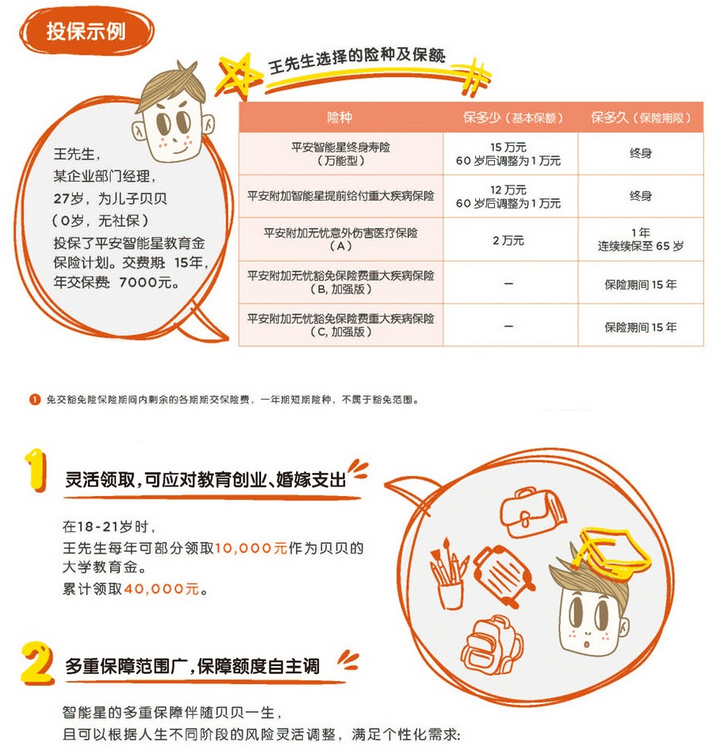 投保示例
王先生选择的险种及保额:
王先生,
某企业部门经理,
27岁，为儿子贝贝
(0岁，无社保)
投保了平安智能星教育金
保险计划。交费期: 15年,
年交保费: 7000元。
险种 保多少（基本保额） 保多久（保险期限）
平安智能星终身寿险
（万能型）
15万元
60岁后调整为1万元
终身
平安附加智能星提前给付重大疾病保险
12万元
60岁后调整为1万元
终身
平安附加无忧意外伤害医疗保险
（A）
2万元
1年
连续续保至 65 岁
平安附加无忧豁免保险费重大疾病保险
（B, 加强版）
—
保险期间 15 年
平安附加无忧豁免保险费重大疾病保险
（C, 加强版）
—
保险期间 15 年
1 免交豁免险保险期间内剩余的各期期交保险费，一年期短期险种，不属于豁免范围。
1 灵活领取,可应对教育创业、婚嫁支出
在18-21岁时,
王先生每年可部分领取10,000元作为贝贝的
大学教育金。
累计领取40,000元。
2 多重保障范围广,保障额度自主调
智能星的多重保障伴随贝贝一生,
且可以根据人生不同阶段的风险灵活调整，满足个性化需求: